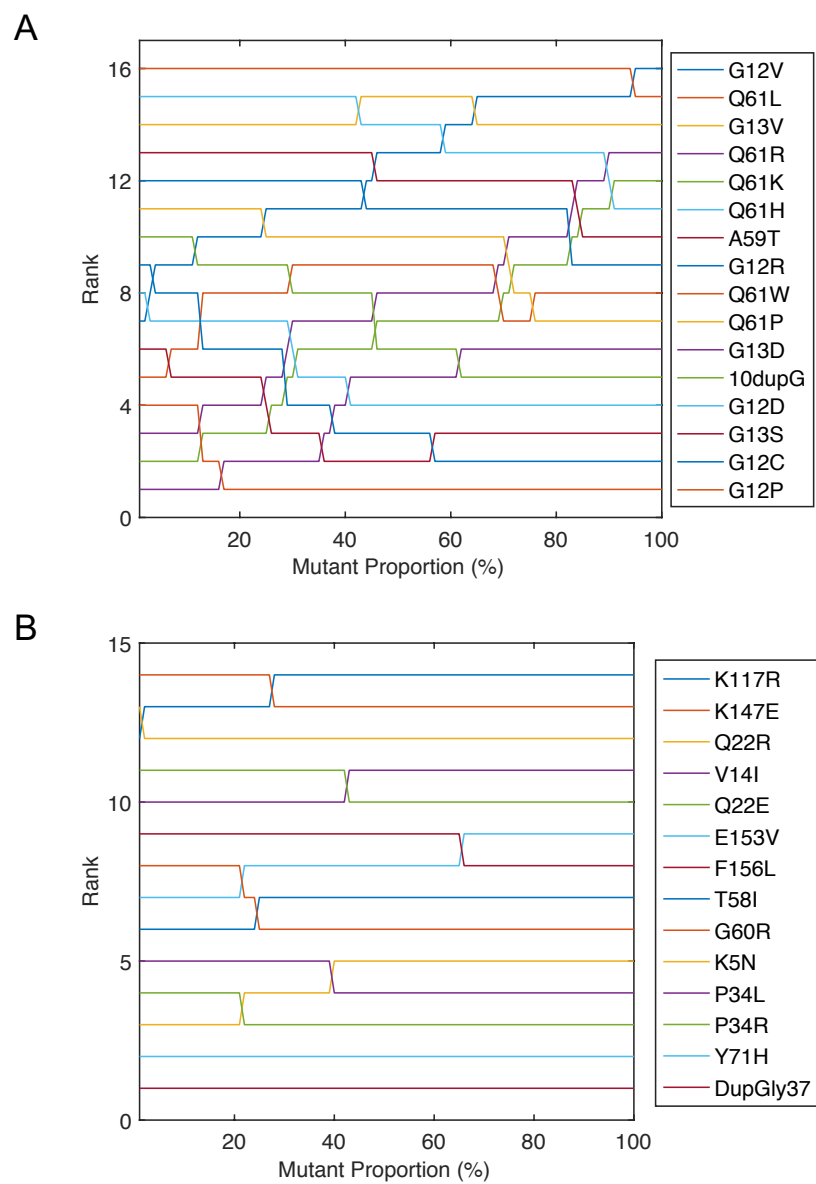 A
16
12
8
4
0
Rank
20 40 60 80 100
Mutant Proportion (%)
G12V
Q61L
G13V
Q61R
Q61K
Q61H
A59T
G12R
Q61W
Q61P
G13D
10dupG
G12D
G13S
G12C
G12P
B
15
10
5
0
Rank
20 40 60 80 100
Mutant Proportion (%)
K117R
K147E
Q22R
V14I
Q22E
E153V
F156L
T58I
G60R
K5N
P34L
P34R
Y71H
DupGly37